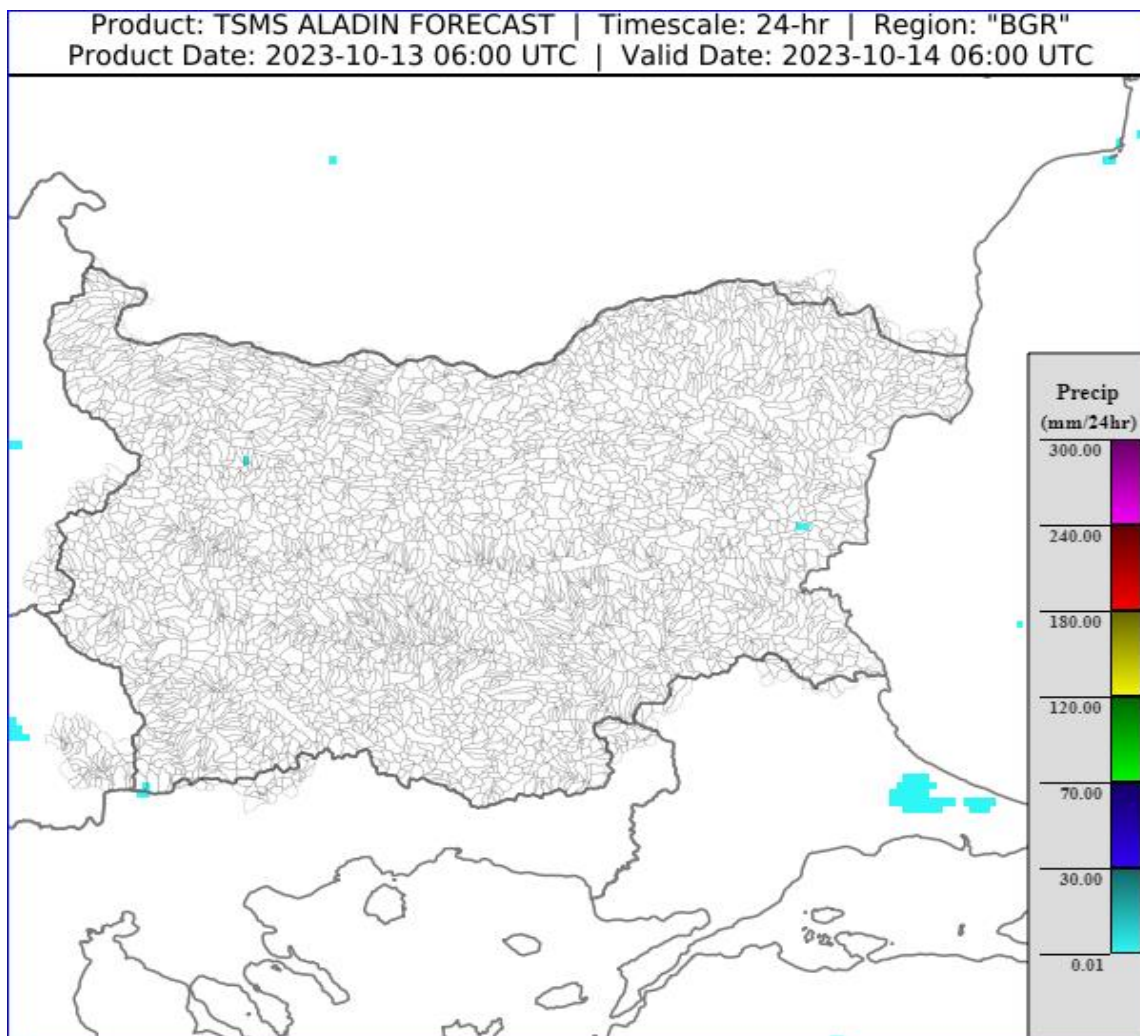 Product: TSMS ALADIN FORECAST | Timescale: 24-hr | Region: "BGR"
Product Date: 2023-10-13 06:00 UTC | Valid Date: 2023-10-14 06:00 UTC
Precip
(mm/24hr)
300.00
240.00
180.00
120.00
70.00
30.00
0.01